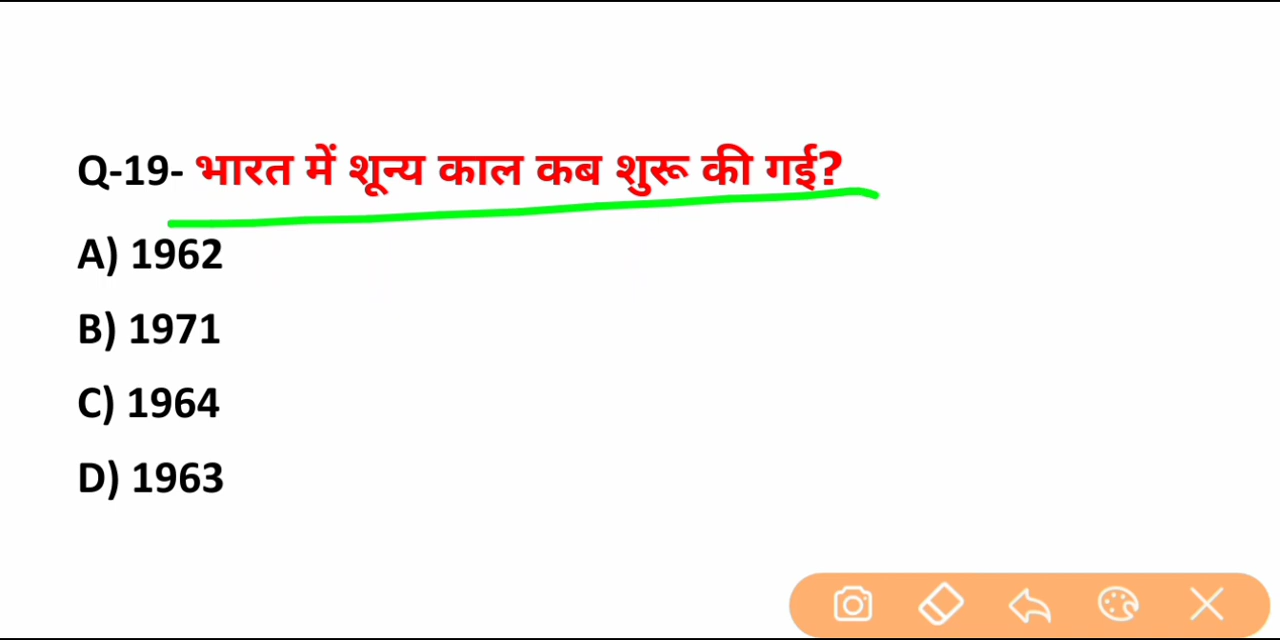 Q-19- भारत में शून्य काल कब शुरू की गई?
A) 1962
B) 1971
C) 1964
D) 1963